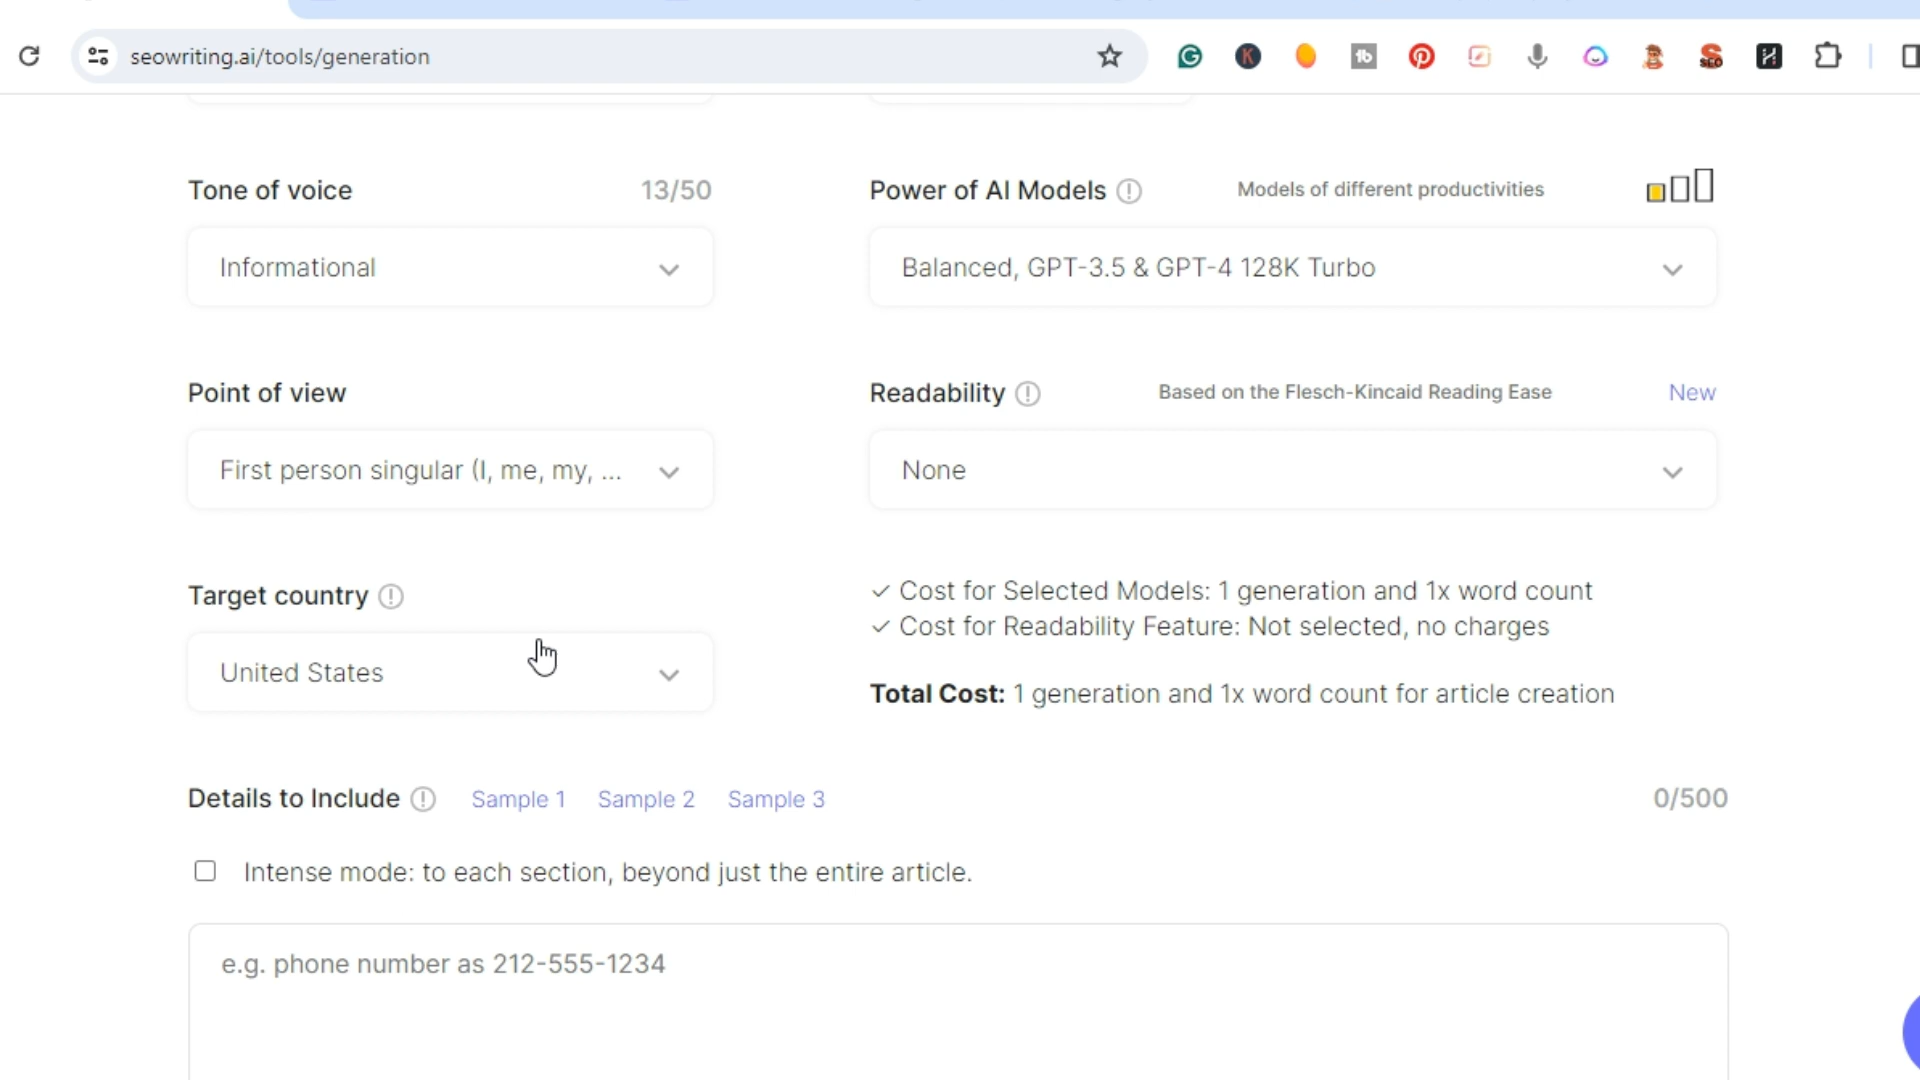 seowriting.ai/tools/generation
Tone of voice 13/50
Informational
Power of AI Models Models of different productivities
Balanced, GPT-3.5 & GPT-4 128K Turbo
Point of view
First person singular (I, me, my, ...
Readability Based on the Flesch-Kincaid Reading Ease New
None
Target country
United States
✓ Cost for Selected Models: 1 generation and 1x word count
✓ Cost for Readability Feature: Not selected, no charges
Total Cost: 1 generation and 1x word count for article creation
Details to Include Sample 1 Sample 2 Sample 3 0/500
Intense mode: to each section, beyond just the entire article.
e.g. phone number as 212-555-1234